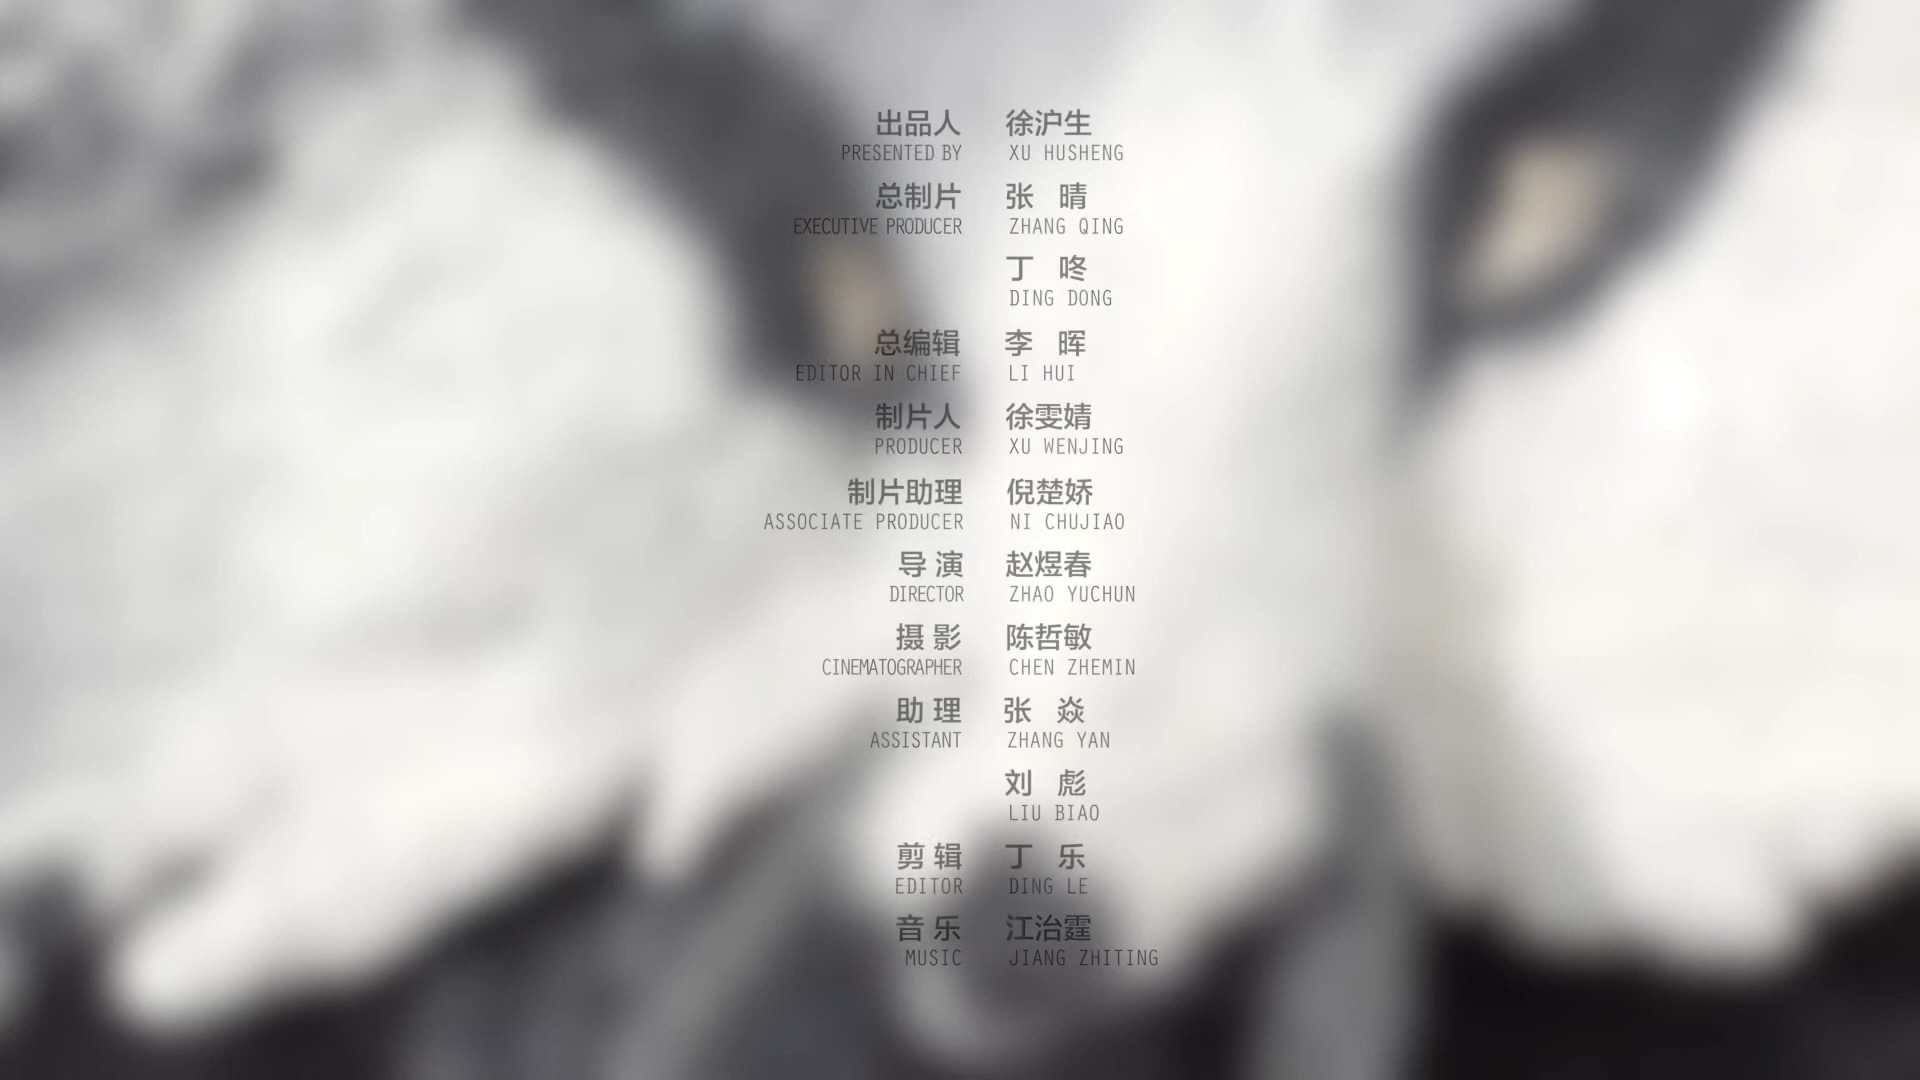 出品人 徐沪生
PRESENTED BY XU HUSHENG
总制片 张 晴
EXECUTIVE PRODUCER ZHANG QING
丁 咚
DING DONG
总编辑 李 晖
EDITOR IN CHIEF LI HUI
制片人 徐雯婧
PRODUCER XU WENJING
制片助理 倪楚娇
ASSOCIATE PRODUCER NI CHUJIAO
导 演 赵煜春
DIRECTOR ZHAO YUCHUN
摄 影 陈哲敏
CINEMATOGRAPHER CHEN ZHEMIN
助 理 张 焱
ASSISTANT ZHANG YAN
刘 彪
LIU BIAO
剪 辑 丁 乐
EDITOR DING LE
音 乐 江治霆
MUSIC JIANG ZHITING